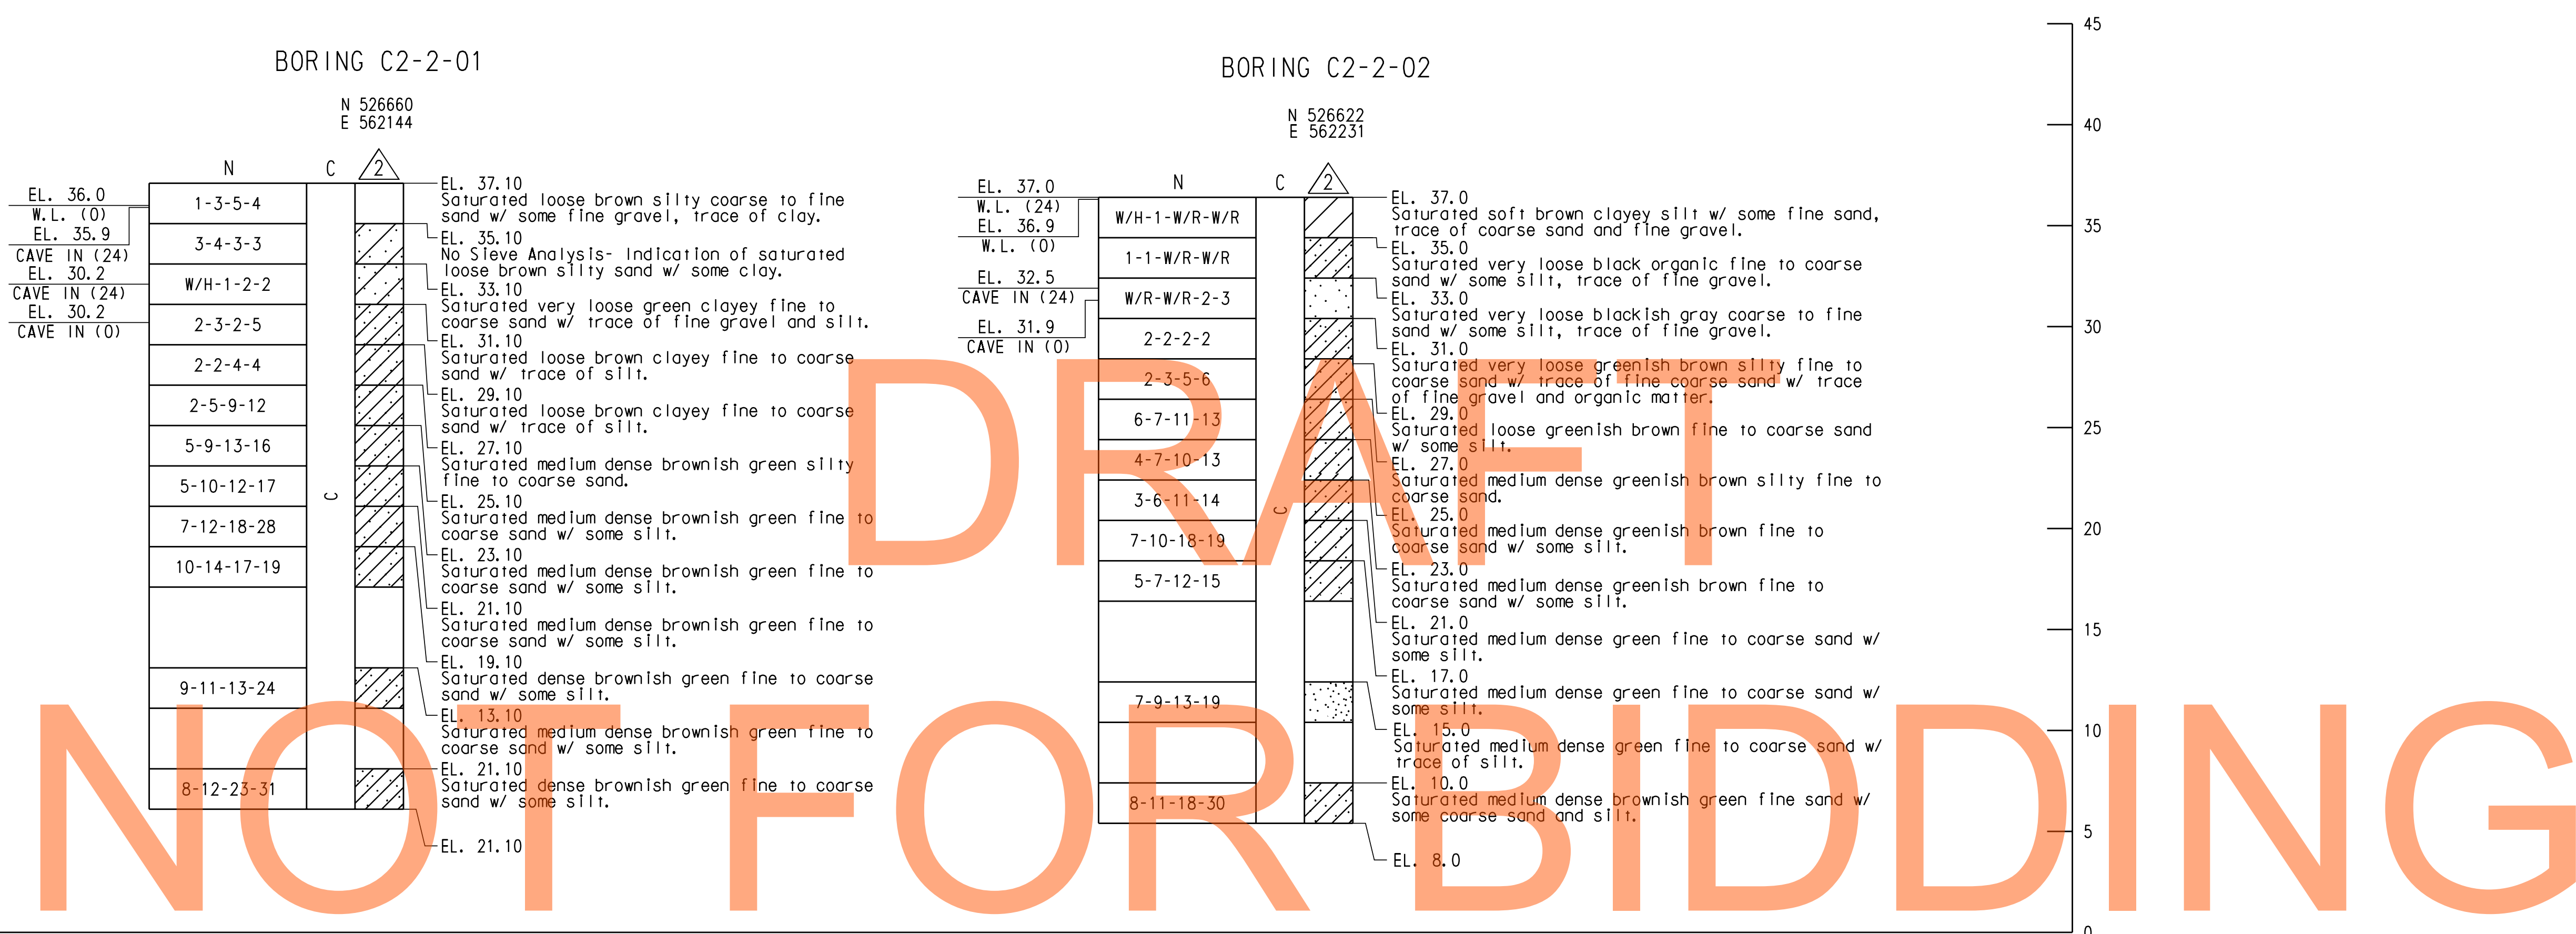 BORING C2-2-01
N 526660
E 562144
N
C
2
EL. 36.0
W.L. (0)
EL. 35.9
CAVE IN (24)
EL. 30.2
CAVE IN (24)
EL. 30.2
CAVE IN (0)
1-3-5-4
3-4-3-3
W/H-1-2-2
2-3-2-5
2-2-4-4
2-5-9-12
5-9-13-16
5-10-12-17
7-12-18-28
10-14-17-19
9-11-13-24
8-12-23-31
C
EL. 37.10
Saturated loose brown silty coarse to fine
sand w/ some fine gravel, trace of clay.
EL. 35.10
No Sieve Analysis- Indication of saturated
loose brown silty sand w/ some clay.
EL. 33.10
Saturated very loose green clayey fine to
coarse sand w/ trace of fine gravel and silt.
EL. 31.10
Saturated loose brown clayey fine to coarse
sand w/ trace of silt.
EL. 29.10
Saturated loose brown clayey fine to coarse
sand w/ trace of silt.
EL. 27.10
Saturated medium dense brownish green silty
fine to coarse sand.
EL. 25.10
Saturated medium dense brownish green fine to
coarse sand w/ some silt.
EL. 23.10
Saturated medium dense brownish green fine to
coarse sand w/ some silt.
EL. 21.10
Saturated medium dense brownish green fine to
coarse sand w/ some silt.
EL. 19.10
Saturated dense brownish green fine to coarse
sand w/ some silt.
EL. 13.10
Saturated medium dense brownish green fine to
coarse sand w/ some silt.
EL. 21.10
Saturated dense brownish green fine to coarse
sand w/ some silt.
EL. 21.10
BORING C2-2-02
N 526622
E 562231
N
C
2
EL. 37.0
W.L. (24)
EL. 36.9
W.L. (0)
EL. 32.5
CAVE IN (24)
EL. 31.9
CAVE IN (0)
W/H-1-W/R-W/R
1-1-W/R-W/R
W/R-W/R-2-3
2-2-2-2
2-3-5-6
6-7-11-13
4-7-10-13
3-6-11-14
7-10-18-19
5-7-12-15
7-9-13-19
8-11-18-30
C
EL. 37.0
Saturated soft brown clayey silt w/ some fine sand,
trace of coarse sand and fine gravel.
EL. 35.0
Saturated very loose black organic fine to coarse
sand w/ some silt, trace of fine gravel.
EL. 33.0
Saturated very loose blackish gray coarse to fine
sand w/ some silt, trace of fine gravel.
EL. 31.0
Saturated very loose greenish brown silty fine to
coarse sand w/ trace of fine coarse sand w/ trace
of fine gravel and organic matter.
EL. 29.0
Saturated loose greenish brown fine to coarse sand
w/ some silt.
EL. 27.0
Saturated medium dense greenish brown silty fine to
coarse sand.
EL. 25.0
Saturated medium dense greenish brown fine to
coarse sand w/ some silt.
EL. 23.0
Saturated medium dense greenish brown fine to
coarse sand w/ some silt.
EL. 21.0
Saturated medium dense green fine to coarse sand w/
some silt.
EL. 17.0
Saturated medium dense green fine to coarse sand w/
some silt.
EL. 15.0
Saturated medium dense green fine to coarse sand w/
trace of silt.
EL. 10.0
Saturated medium dense brownish green fine sand w/
some coarse sand and silt.
EL. 8.0
45
40
35
30
25
20
15
10
5
0
DRAFT
NOT FOR BIDDING